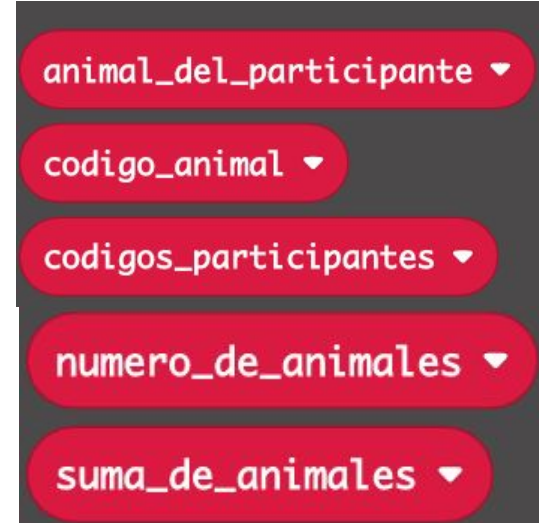 animal_del_participante
codigo_animal
codigos_participantes
numero_de_animales
suma_de_animales